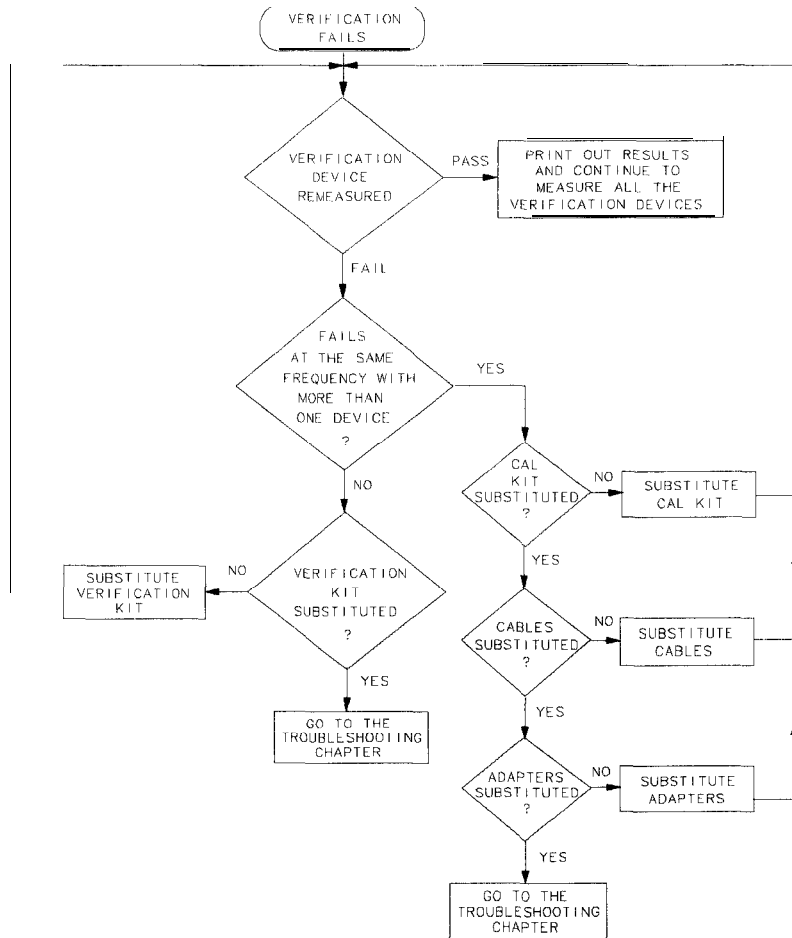 VERIFICATION
FAILS
VERIFICATION
DEVICE
REMEASURED
PASS
PRINT OUT RESULTS
AND CONTINUE TO
MEASURE ALL THE
VERIFICATION DEVICES
FAIL
FAILS
AT THE SAME
FREQUENCY WITH
MORE THAN
ONE DEVICE
?
YES
CAL
KIT
SUBSTITUTED
?
NO
SUBSTITUTE
CAL KIT
NO
YES
VERIFICATION
KIT
SUBSTITUTED
?
NO
SUBSTITUTE
VERIFICATION
KIT
CABLES
SUBSTITUTED
?
NO
SUBSTITUTE
CABLES
YES
YES
GO TO THE
TROUBLESHOOTING
CHAPTER
ADAPTERS
SUBSTITUTED
?
NO
SUBSTITUTE
ADAPTERS
YES
GO TO THE
TROUBLESHOOTING
CHAPTER